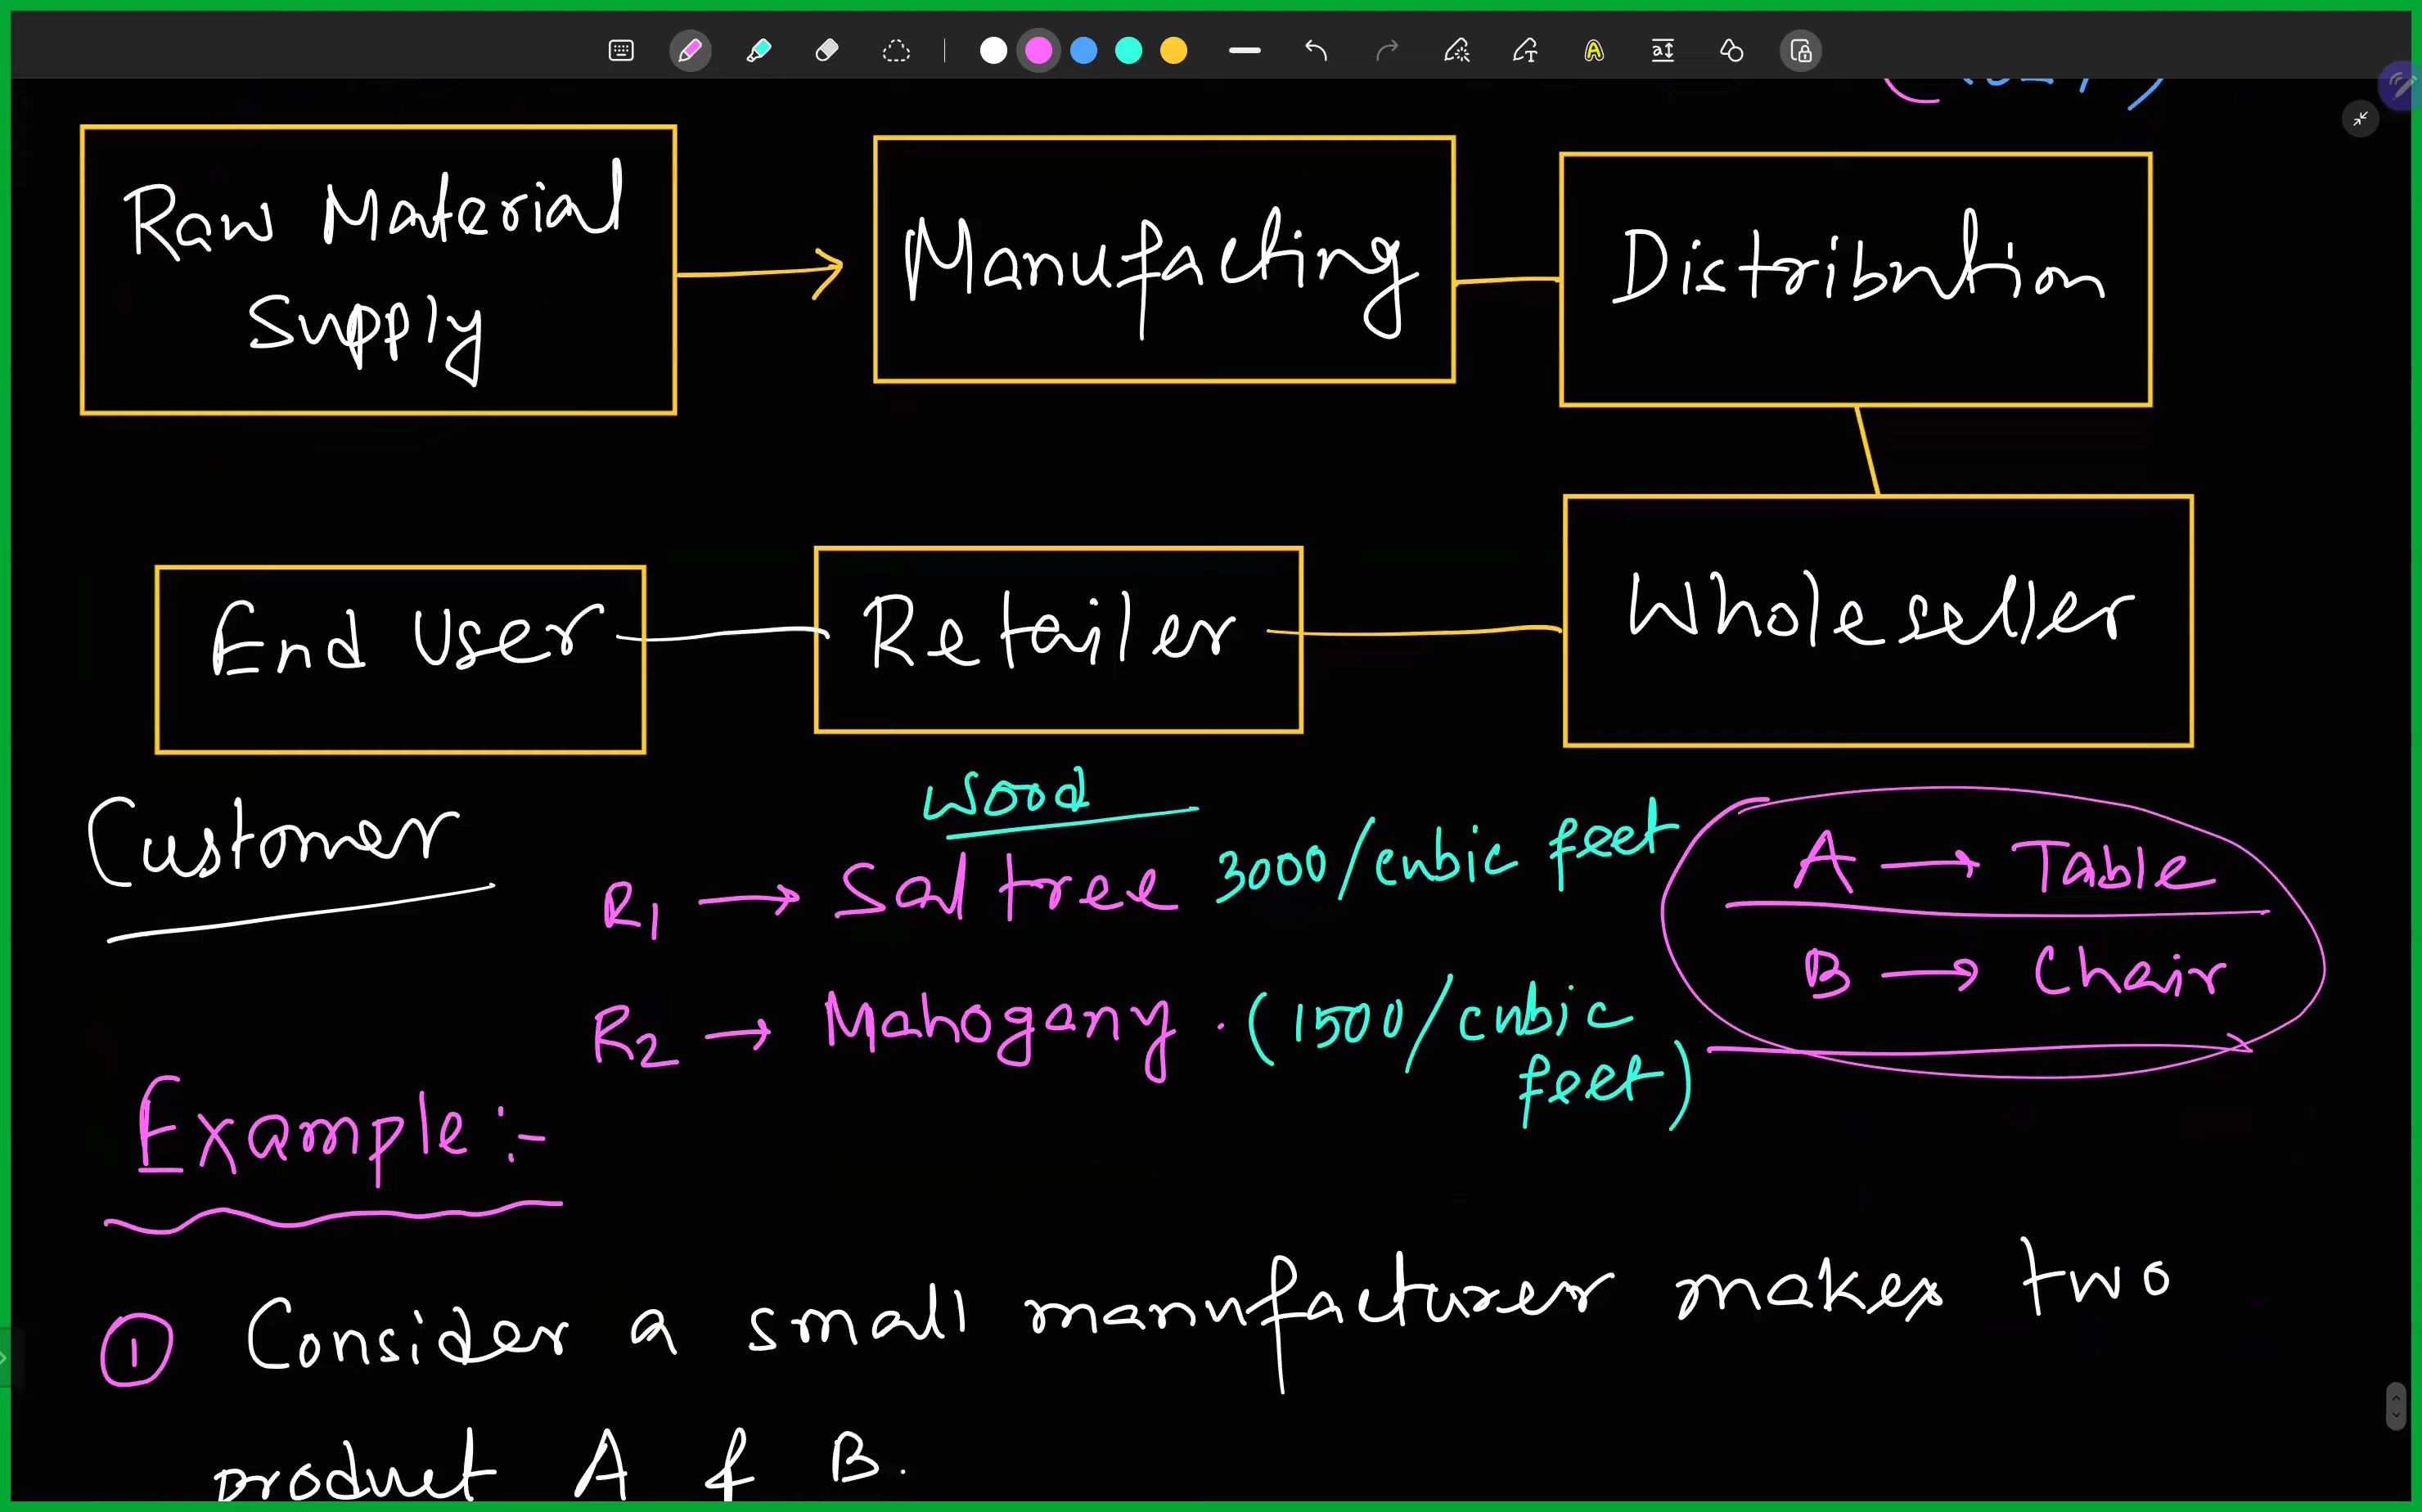 Raw Material
Supply
Manufacting
Distribution
End User
Retailer
Wholeseller
Customer
Wood
R1 → Sal tree 3000/cubic feet
R2 → Mahogany. (1500/cubic
feet)
A → Table
B → Chair
Example:-
① Consider a small manufacturer makes two
product A & B.